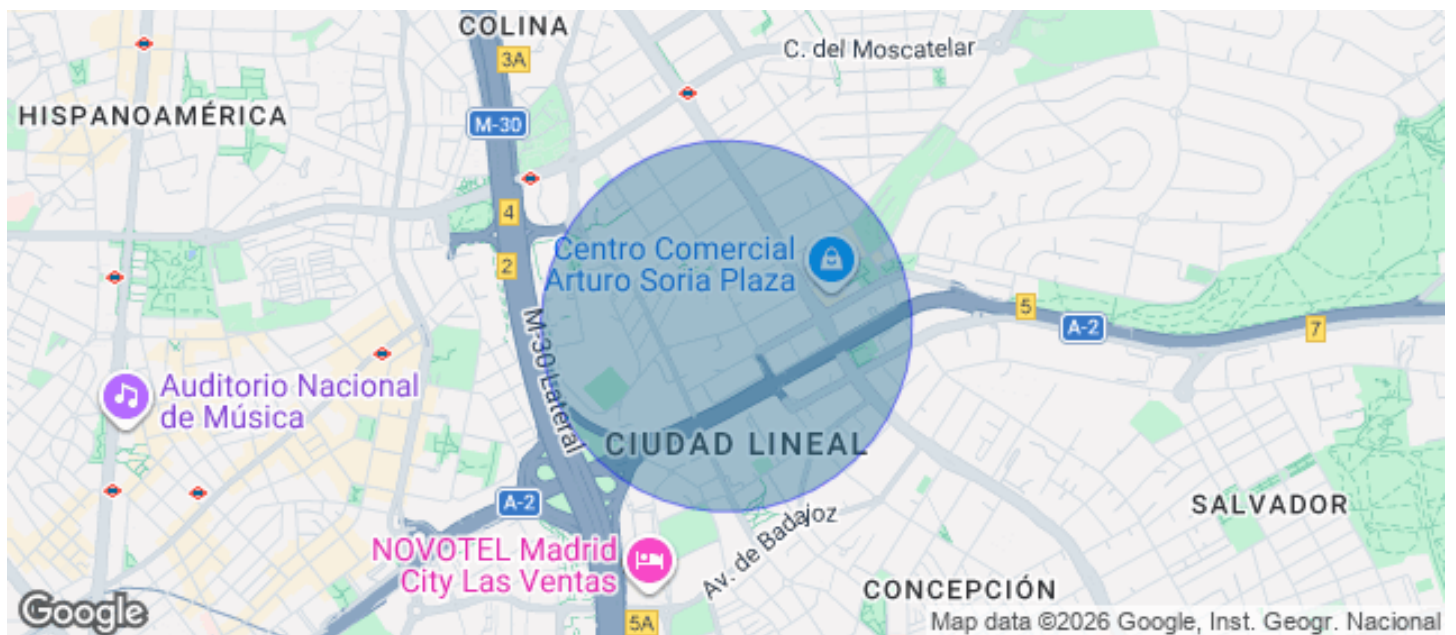 COLINA
3A
C. del Moscatelar
HISPANOAMÉRICA
M-30
4
2
Centro Comercial
Arturo Soria Plaza
5
A-2
7
M-30 Lateral
Auditorio Nacional
de Música
CIUDAD LINEAL
A-2
SALVADOR
Av. de Badajoz
NOVOTEL Madrid
City Las Ventas
CONCEPCIÓN
5A
Google
Map data ©2026 Google, Inst. Geogr. Nacional